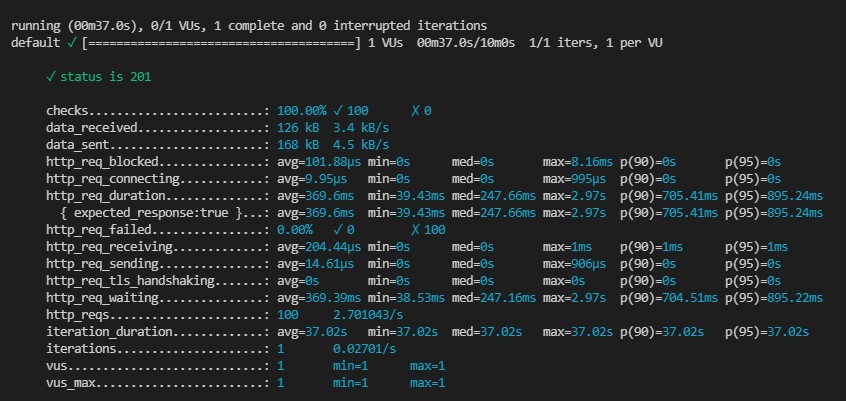 running (00m37.0s), 0/1 VUs, 1 complete and 0 interrupted iterations
default ✓ [======================================] 1 VUs  00m37.0s/10m0s  1/1 iters, 1 per VU

     ✓ status is 201

     checks.........................: 100.00% ✓ 100      ✗ 0
     data_received..................: 126 kB  3.4 kB/s
     data_sent......................: 168 kB  4.5 kB/s
     http_req_blocked...............: avg=101.88µs min=0s      med=0s       max=8.16ms p(90)=0s       p(95)=0s
     http_req_connecting............: avg=9.95µs   min=0s      med=0s       max=995µs  p(90)=0s       p(95)=0s
     http_req_duration..............: avg=369.6ms  min=39.43ms med=247.66ms max=2.97s  p(90)=705.41ms p(95)=895.24ms
       { expected_response:true }...: avg=369.6ms  min=39.43ms med=247.66ms max=2.97s  p(90)=705.41ms p(95)=895.24ms
     http_req_failed................: 0.00%   ✓ 0        ✗ 100
     http_req_receiving.............: avg=204.44µs min=0s      med=0s       max=1ms    p(90)=1ms      p(95)=1ms
     http_req_sending...............: avg=14.61µs  min=0s      med=0s       max=906µs  p(90)=0s       p(95)=0s
     http_req_tls_handshaking.......: avg=0s       min=0s      med=0s       max=0s     p(90)=0s       p(95)=0s
     http_req_waiting...............: avg=369.39ms min=38.53ms med=247.16ms max=2.97s  p(90)=704.51ms p(95)=895.22ms
     http_reqs......................: 100     2.701043/s
     iteration_duration.............: avg=37.02s   min=37.02s  med=37.02s   max=37.02s p(90)=37.02s   p(95)=37.02s
     iterations.....................: 1       0.02701/s
     vus............................: 1       min=1      max=1
     vus_max........................: 1       min=1      max=1